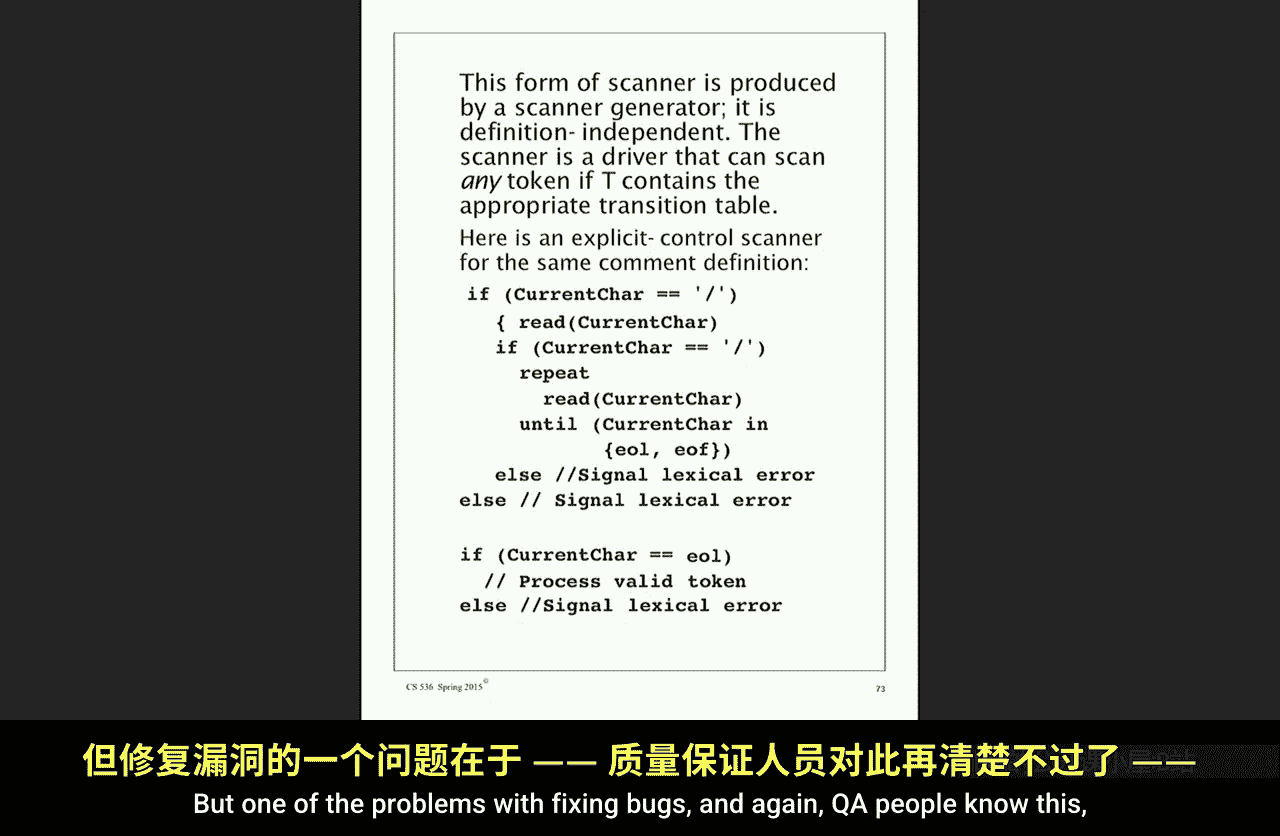 This form of scanner is produced
by a scanner generator; it is
definition- independent. The
scanner is a driver that can scan
any token if T contains the
appropriate transition table.
Here is an explicit- control scanner
for the same comment definition:
if (CurrentChar == '/')
{ read(CurrentChar)
if (CurrentChar == '/')
repeat
read(CurrentChar)
until (CurrentChar in
{eol, eof})
else //Signal lexical error
else // Signal lexical error
if (CurrentChar == eol)
// Process valid token
else //Signal lexical error
CS 536 Spring 2015©
73
但修复漏洞的一个问题在于 —— 质量保证人员对此再清楚不过了 ——
But one of the problems with fixing bugs, and again, QA people know this,